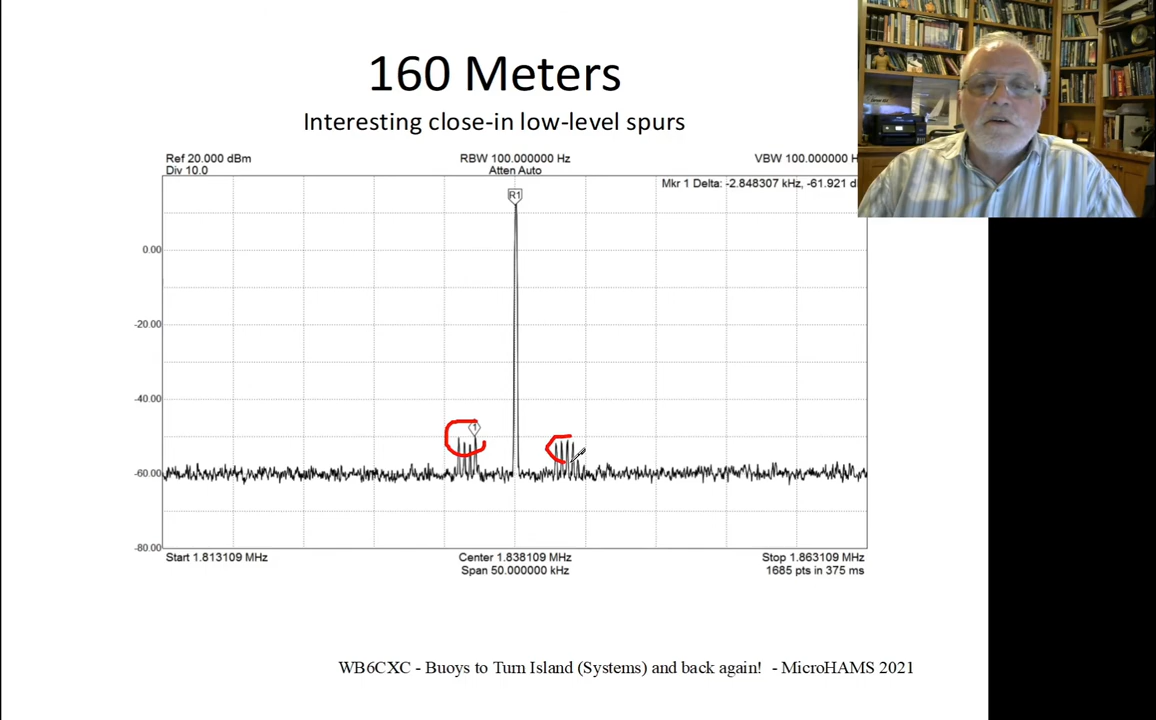 160 Meters
Interesting close-in low-level spurs
Ref 20.000 dBm
Div 10.0
RBW 100.000000 Hz
Atten Auto
VBW 100.000000 H
Mkr 1 Delta: -2.848307 kHz, -61.921 d
R1
0.00
-20.00
-40.00
1
-60.00
-80.00
Start 1.813109 MHz
Center 1.838109 MHz
Span 50.000000 kHz
Stop 1.863109 MHz
1685 pts in 375 ms
WB6CXC - Buoys to Turn Island (Systems) and back again! - MicroHAMS 2021